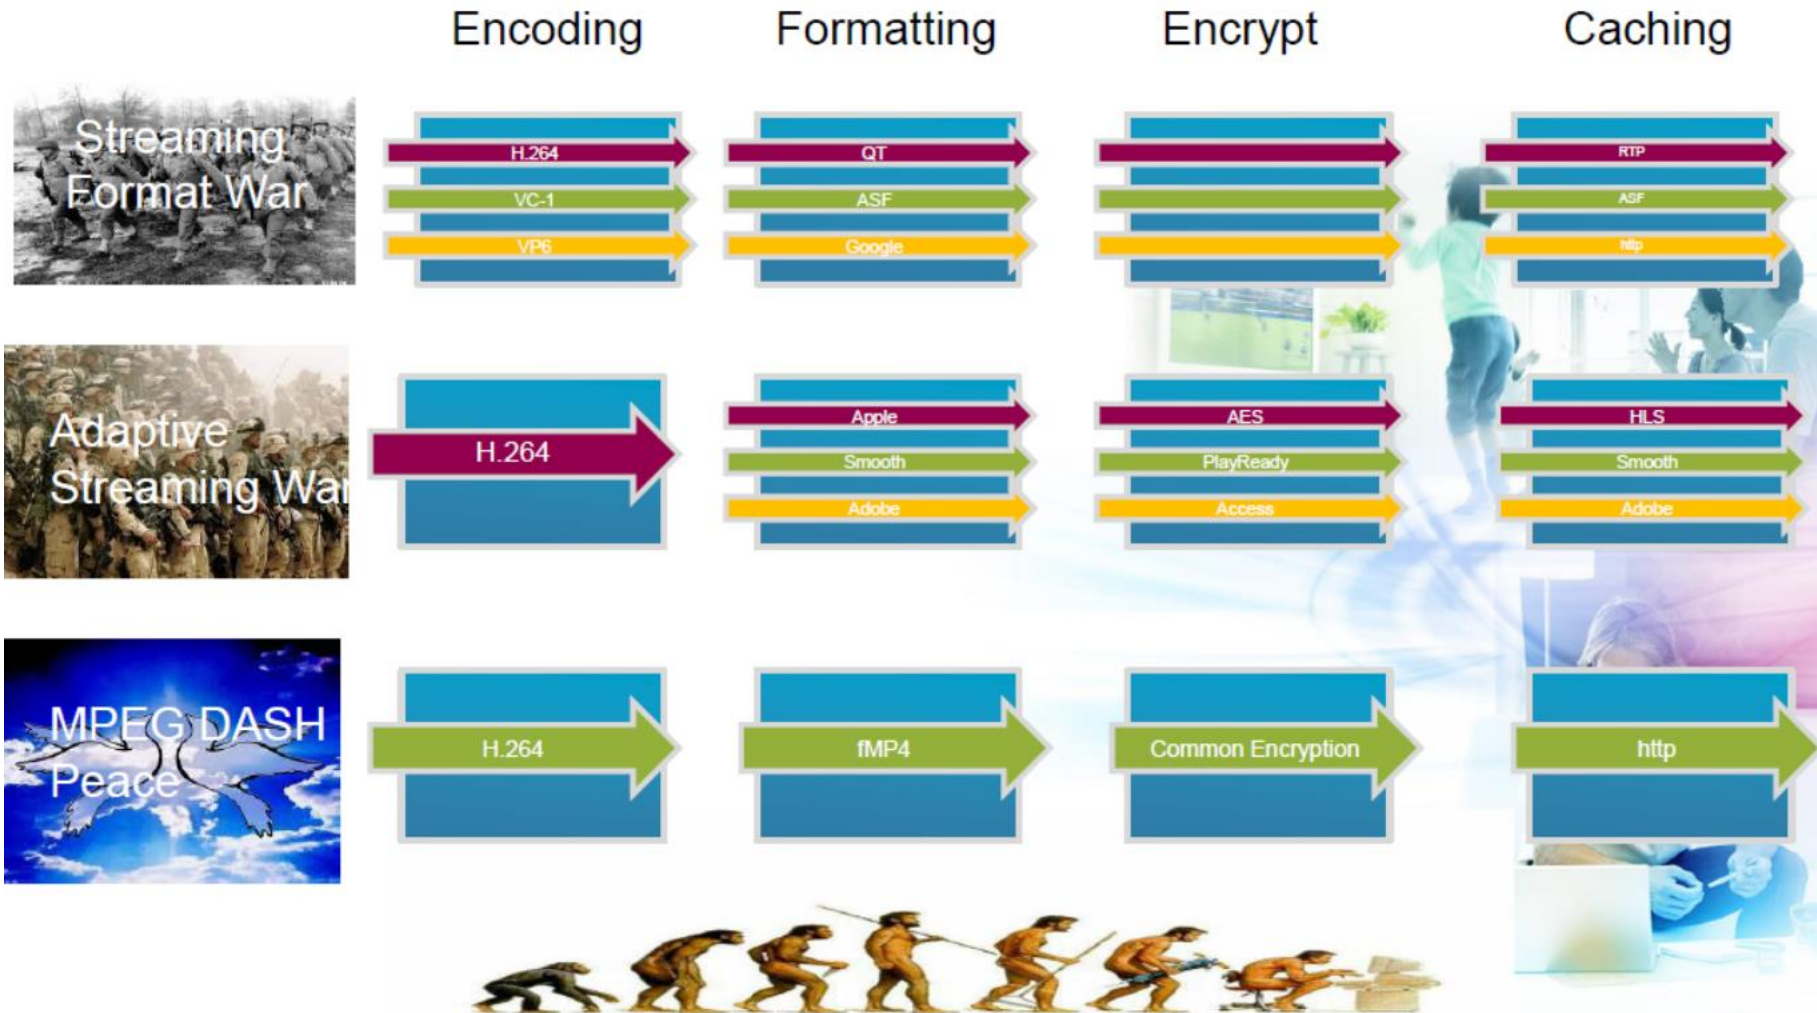 Encoding Formatting Encrypt Caching
Streaming
Format War
H.264 QT RTP
VC-1 ASF ASF
VP6 Google http
Adaptive
Streaming War
H.264
Apple AES HLS
Smooth PlayReady Smooth
Adobe Access Adobe
MPEG DASH
Peace
H.264 fMP4 Common Encryption http